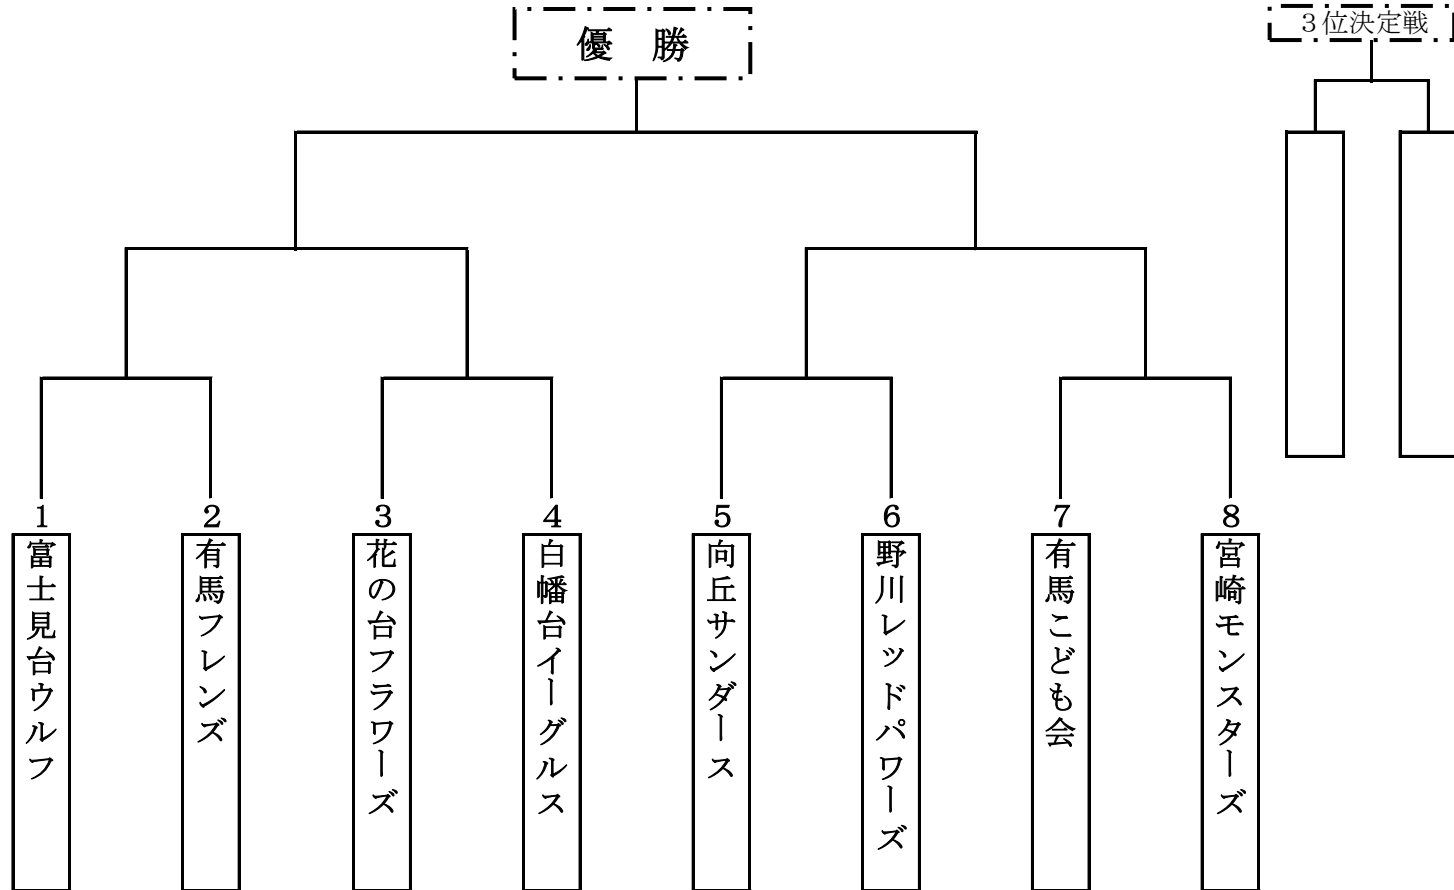 優　勝
３位決定戦
1
2
3
4
5
6
7
8
富士見台ウルフ
有馬フレンズ
花の台フラワーズ
白幡台イーグルス
向丘サンダース
野川レッドパワーズ
有馬こども会
宮崎モンスターズ